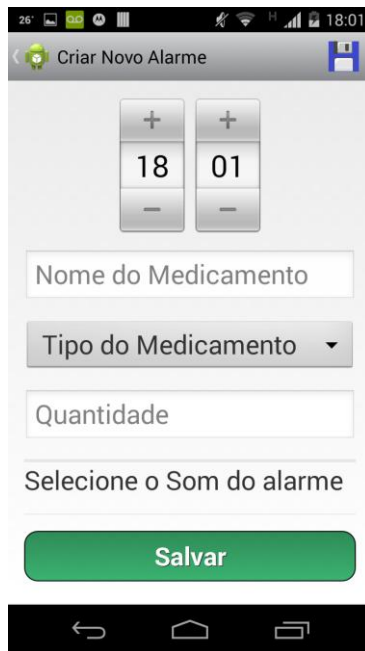 26° H 18:01
Criar Novo Alarme
+ +
18 01
− −
Nome do Medicamento
Tipo do Medicamento
Quantidade
Selecione o Som do alarme
Salvar